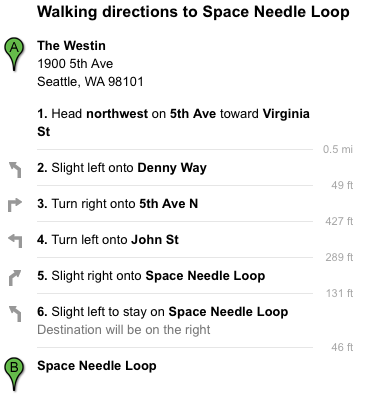 Walking directions to Space Needle Loop
A
The Westin
1900 5th Ave
Seattle, WA 98101
1. Head northwest on 5th Ave toward Virginia
St
0.5 mi
2. Slight left onto Denny Way
49 ft
3. Turn right onto 5th Ave N
427 ft
4. Turn left onto John St
289 ft
5. Slight right onto Space Needle Loop
131 ft
6. Slight left to stay on Space Needle Loop
Destination will be on the right
46 ft
B
Space Needle Loop